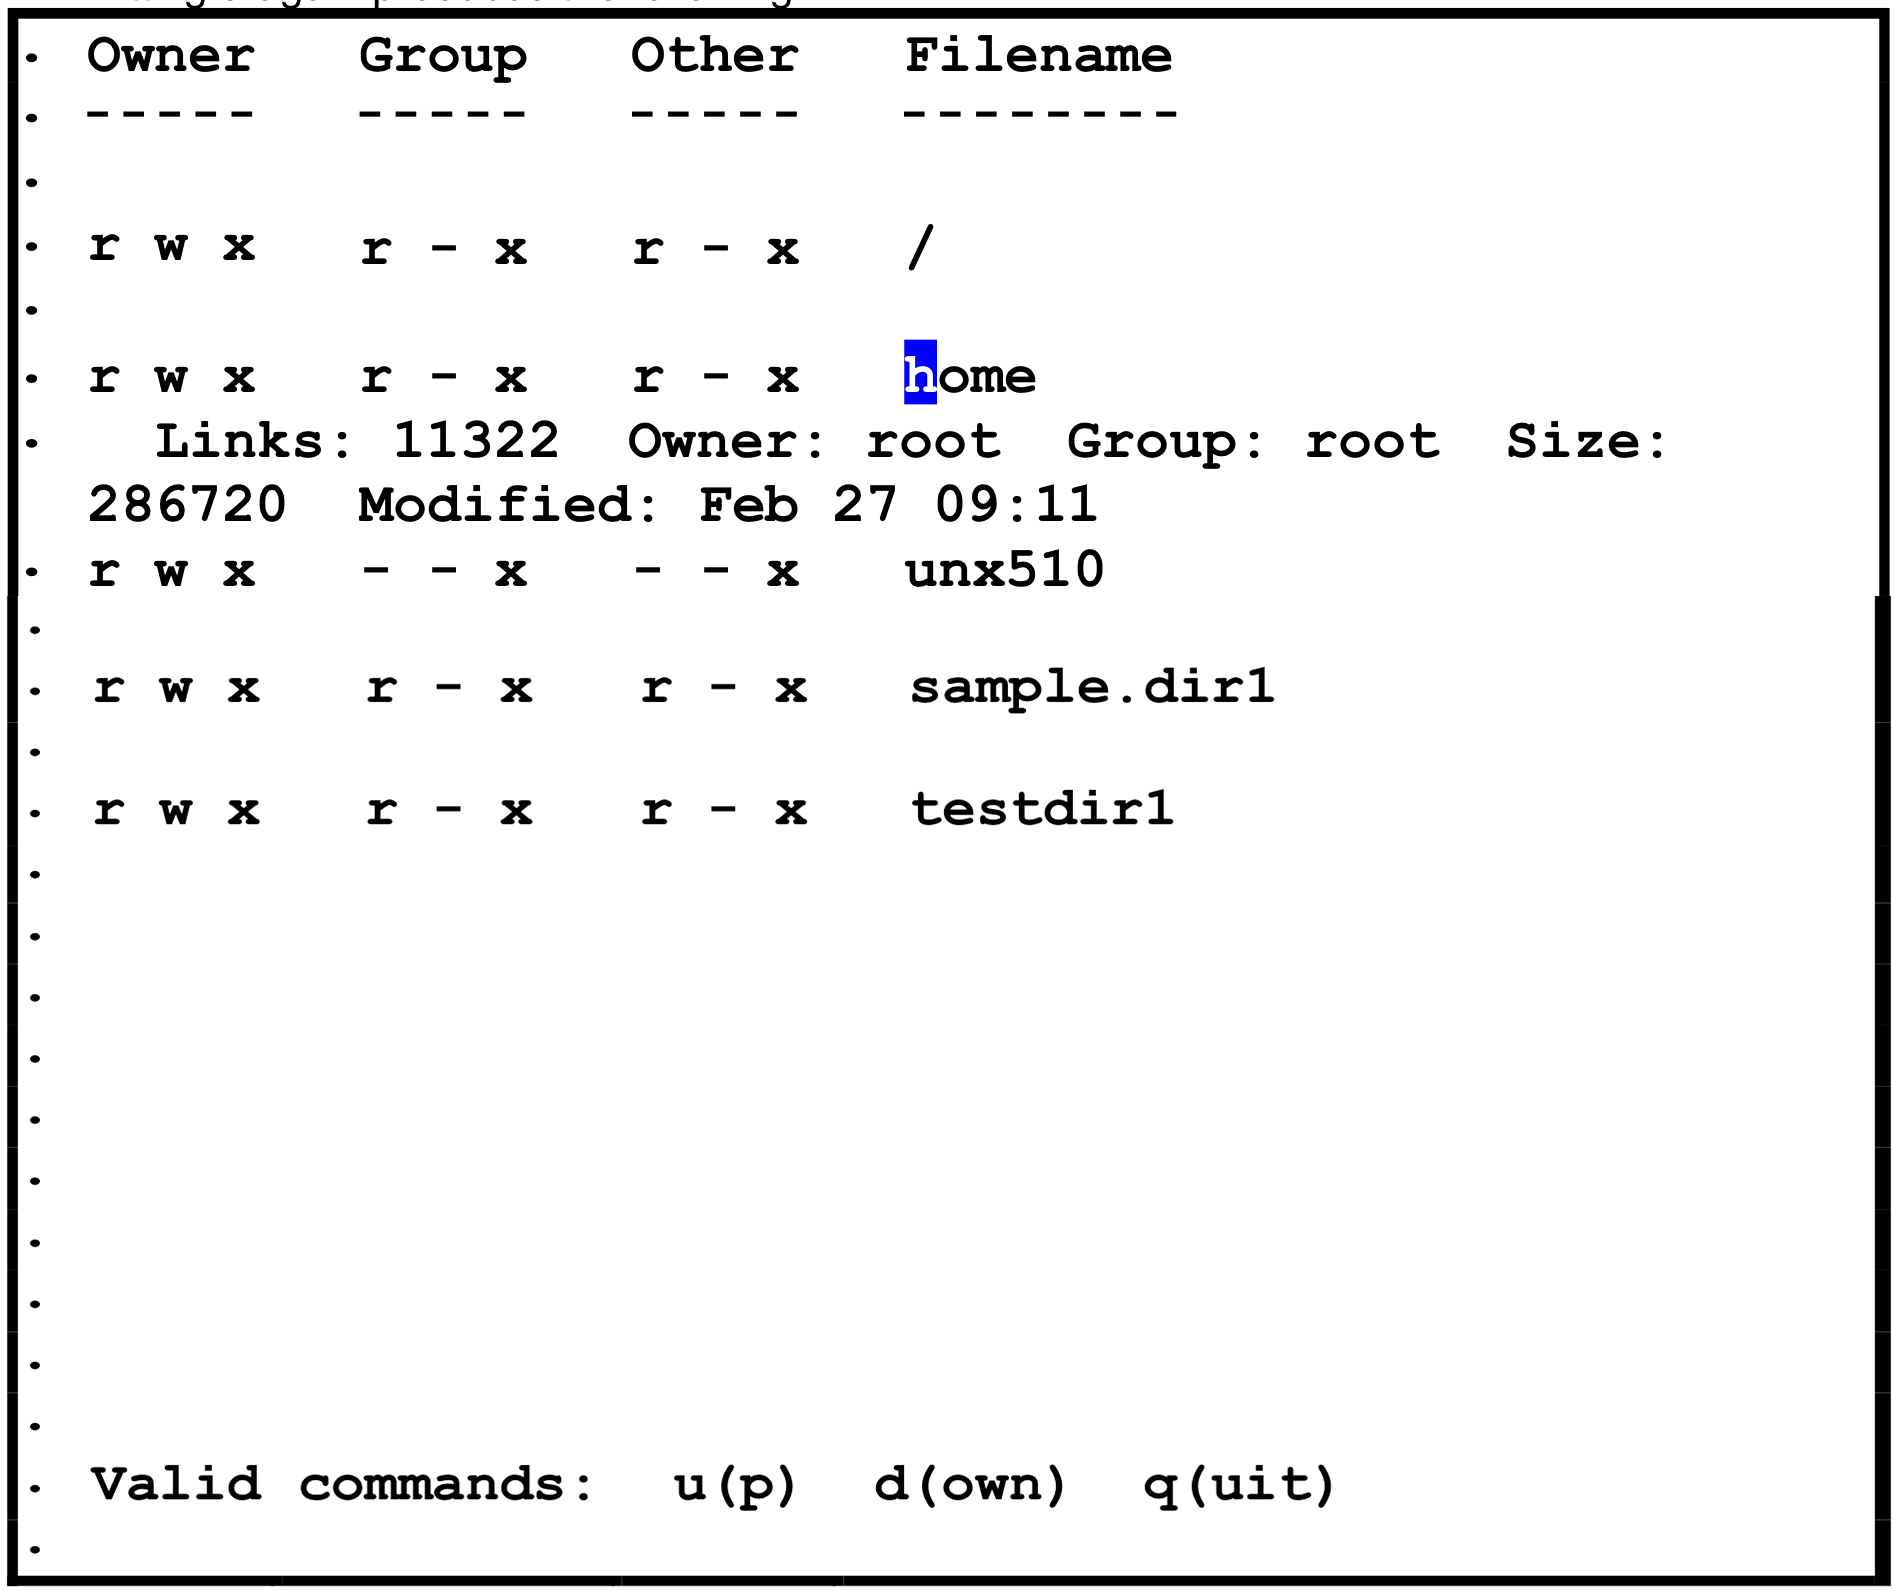 • Owner Group Other Filename
• ----- ----- ----- --------
•
• r w x r - x r - x /
•
• r w x r - x r - x home
• Links: 11322 Owner: root Group: root Size:
286720 Modified: Feb 27 09:11
• r w x - - x - - x unx510
•
• r w x r - x r - x sample.dir1
•
• r w x r - x r - x testdir1
•
•
•
•
•
•
•
•
•
•
• Valid commands: u(p) d(own) q(uit)
•